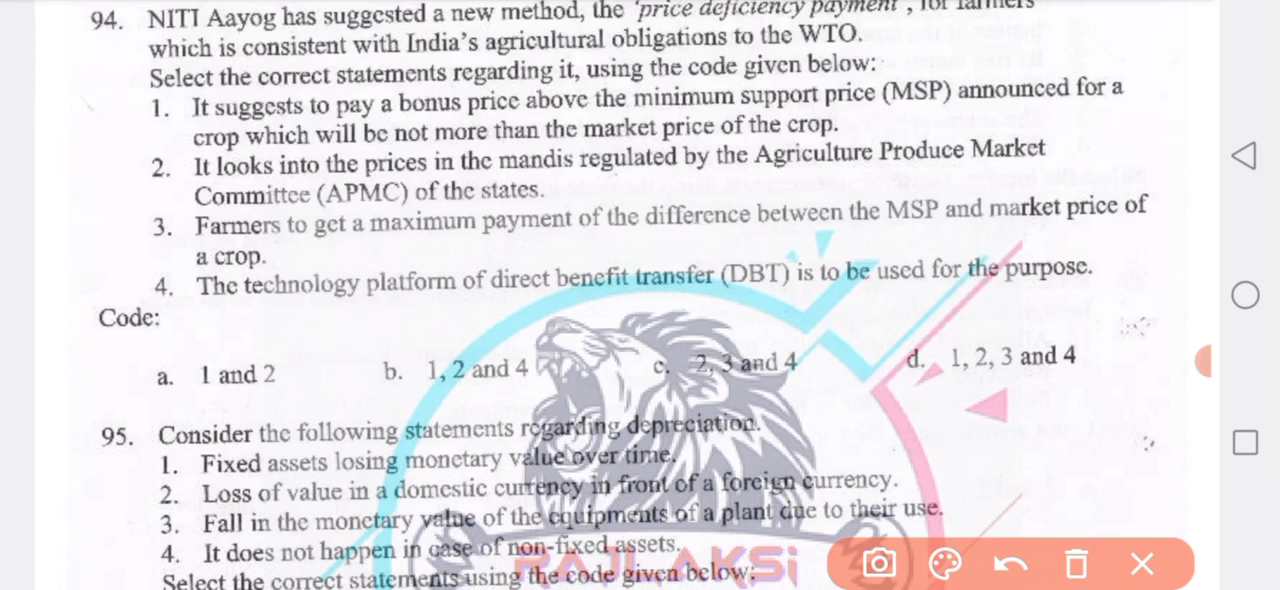 94. NITI Aayog has suggested a new method, the 'price deficiency payment', for farmers
which is consistent with India's agricultural obligations to the WTO.
Select the correct statements regarding it, using the code given below:
1. It suggests to pay a bonus price above the minimum support price (MSP) announced for a
crop which will be not more than the market price of the crop.
2. It looks into the prices in the mandis regulated by the Agriculture Produce Market
Committee (APMC) of the states.
3. Farmers to get a maximum payment of the difference between the MSP and market price of
a crop.
4. The technology platform of direct benefit transfer (DBT) is to be used for the purpose.
Code:
a. 1 and 2 b. 1, 2 and 4 c. 2, 3 and 4 d. 1, 2, 3 and 4
95. Consider the following statements regarding depreciation.
1. Fixed assets losing monetary value over time.
2. Loss of value in a domestic currency in front of a foreign currency.
3. Fall in the monetary value of the equipments of a plant due to their use.
4. It does not happen in case of non-fixed assets.
Select the correct statements using the code given below: